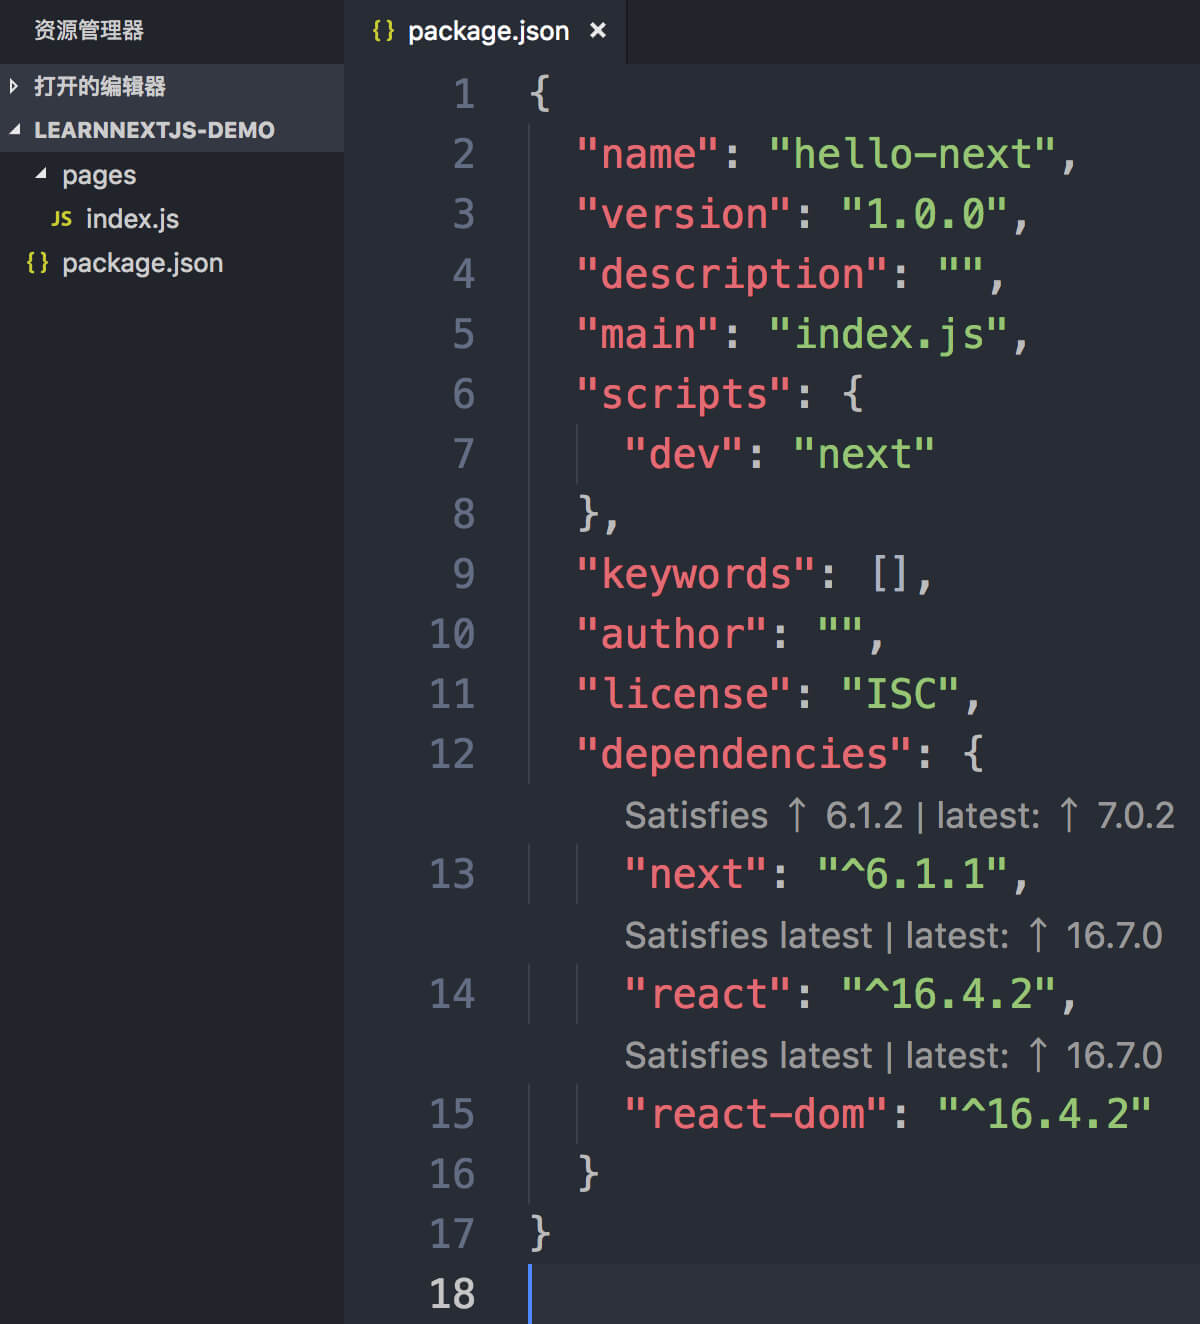 资源管理器
打开的编辑器
LEARNNEXTJS-DEMO
pages
JS index.js
{} package.json
{} package.json ×
1 {
2 "name": "hello-next",
3 "version": "1.0.0",
4 "description": "",
5 "main": "index.js",
6 "scripts": {
7 "dev": "next"
8 },
9 "keywords": [],
10 "author": "",
11 "license": "ISC",
12 "dependencies": {
Satisfies ↑ 6.1.2 | latest: ↑ 7.0.2
13 "next": "^6.1.1",
Satisfies latest | latest: ↑ 16.7.0
14 "react": "^16.4.2",
Satisfies latest | latest: ↑ 16.7.0
15 "react-dom": "^16.4.2"
16 }
17 }
18